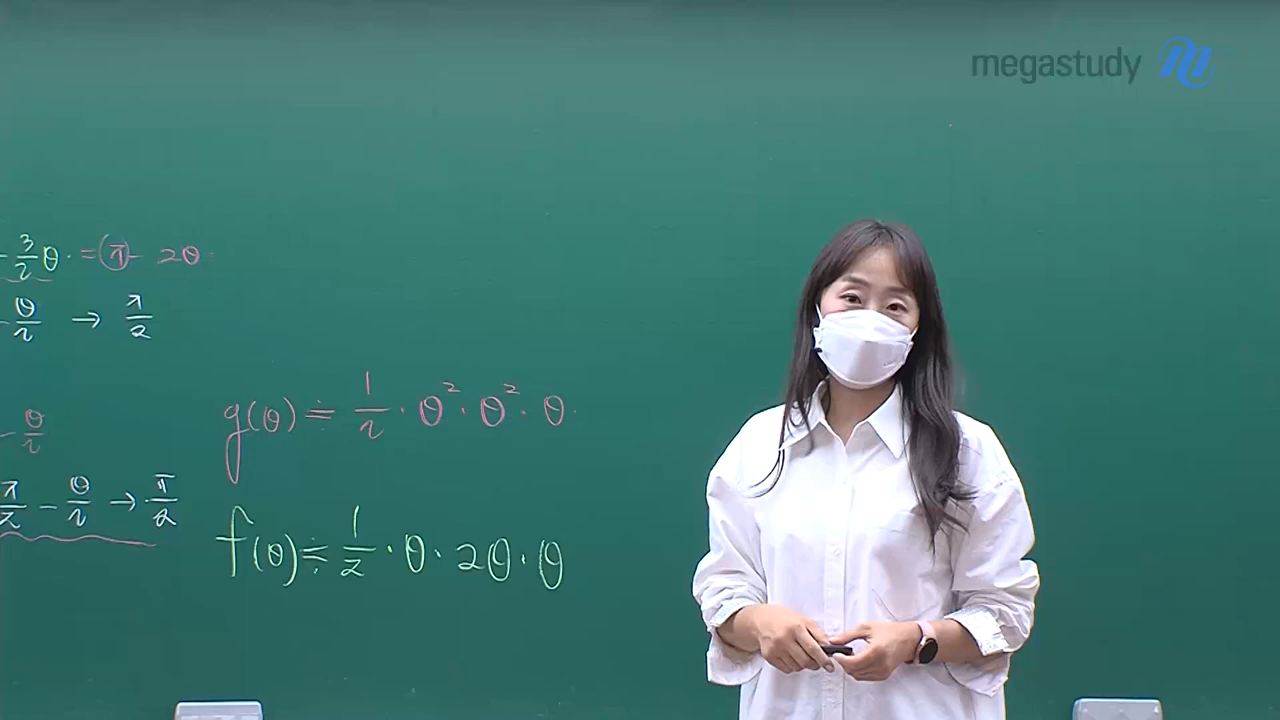 megastudy
- 3/2 θ · = π - 2θ
- θ/2 → π/2
- θ/2
π/2 - θ/2 → π/2
g(θ) ≒ 1/2 · θ² · θ² · θ
f(θ) ≒ 1/2 · θ · 2θ · θ